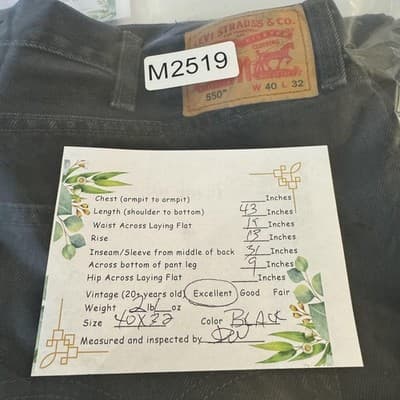 LEVI STRAUSS & CO.
M2519
550™ W 40 L 32
Chest (armpit to armpit) Inches
Length (shoulder to bottom) 43 Inches
Waist Across Laying Flat Inches
Rise 13 Inches
Inseam/Sleeve from middle of back 31 Inches
Across bottom of pant leg 9 Inches
Hip Across Laying Flat Inches
Vintage (20+ years old) Excellent Good Fair
Weight 2 lb/ oz
Size 40X32 Color BLACK
Measured and inspected by